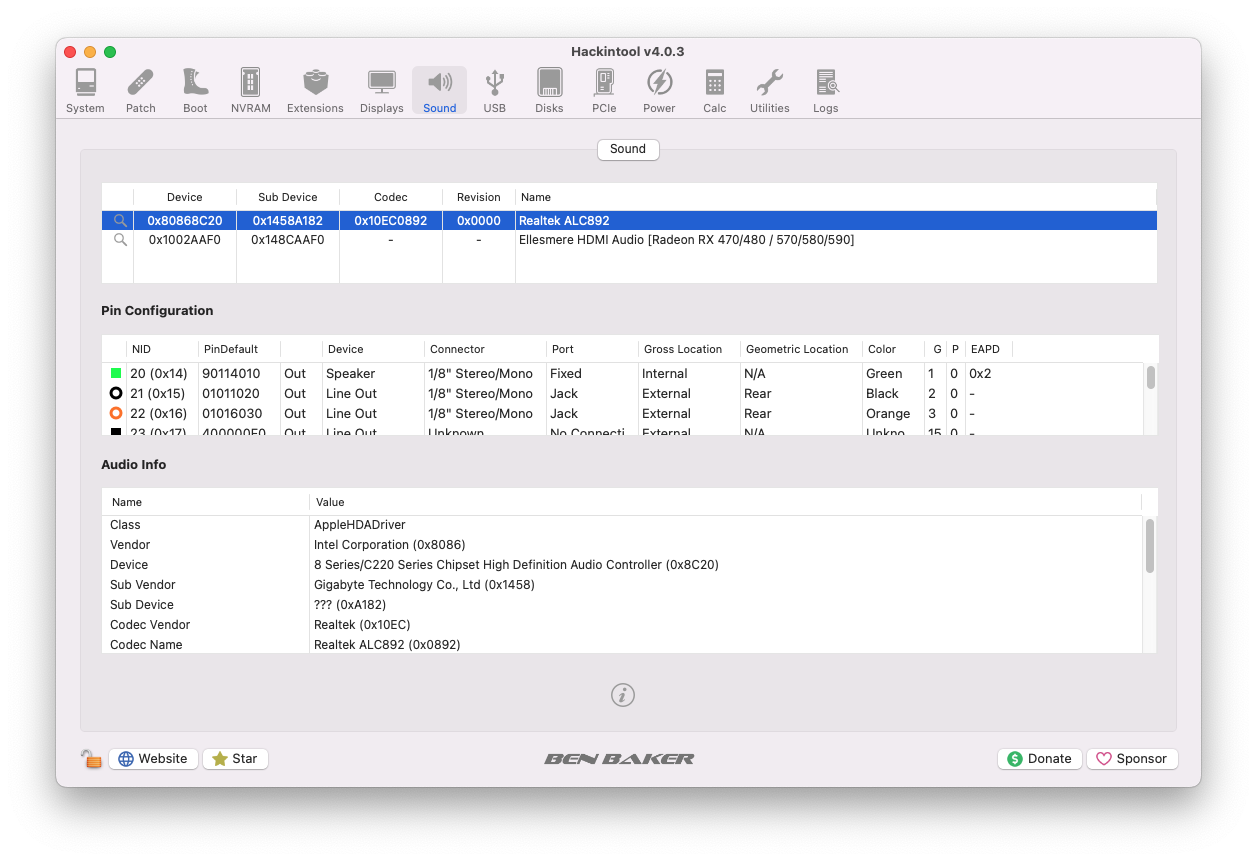 Hackintool v4.0.3
System Patch Boot NVRAM Extensions Displays Sound USB Disks PCIe Power Calc Utilities Logs
Sound
Device Sub Device Codec Revision Name
0x80868C20 0x1458A182 0x10EC0892 0x0000 Realtek ALC892
0x1002AAF0 0x148CAAF0 - - Ellesmere HDMI Audio [Radeon RX 470/480 / 570/580/590]
Pin Configuration
NID PinDefault Device Connector Port Gross Location Geometric Location Color G P EAPD
20 (0x14) 90114010 Out Speaker 1/8" Stereo/Mono Fixed Internal N/A Green 1 0 0x2
21 (0x15) 01011020 Out Line Out 1/8" Stereo/Mono Jack External Rear Black 2 0 -
22 (0x16) 01016030 Out Line Out 1/8" Stereo/Mono Jack External Rear Orange 3 0 -
23 (0x17) 400000F0 Out Line Out Unknown No Connecti External N/A Unkno 15 0 -
Audio Info
Name Value
Class AppleHDADriver
Vendor Intel Corporation (0x8086)
Device 8 Series/C220 Series Chipset High Definition Audio Controller (0x8C20)
Sub Vendor Gigabyte Technology Co., Ltd (0x1458)
Sub Device ??? (0xA182)
Codec Vendor Realtek (0x10EC)
Codec Name Realtek ALC892 (0x0892)
Website Star BEN BAKER Donate Sponsor